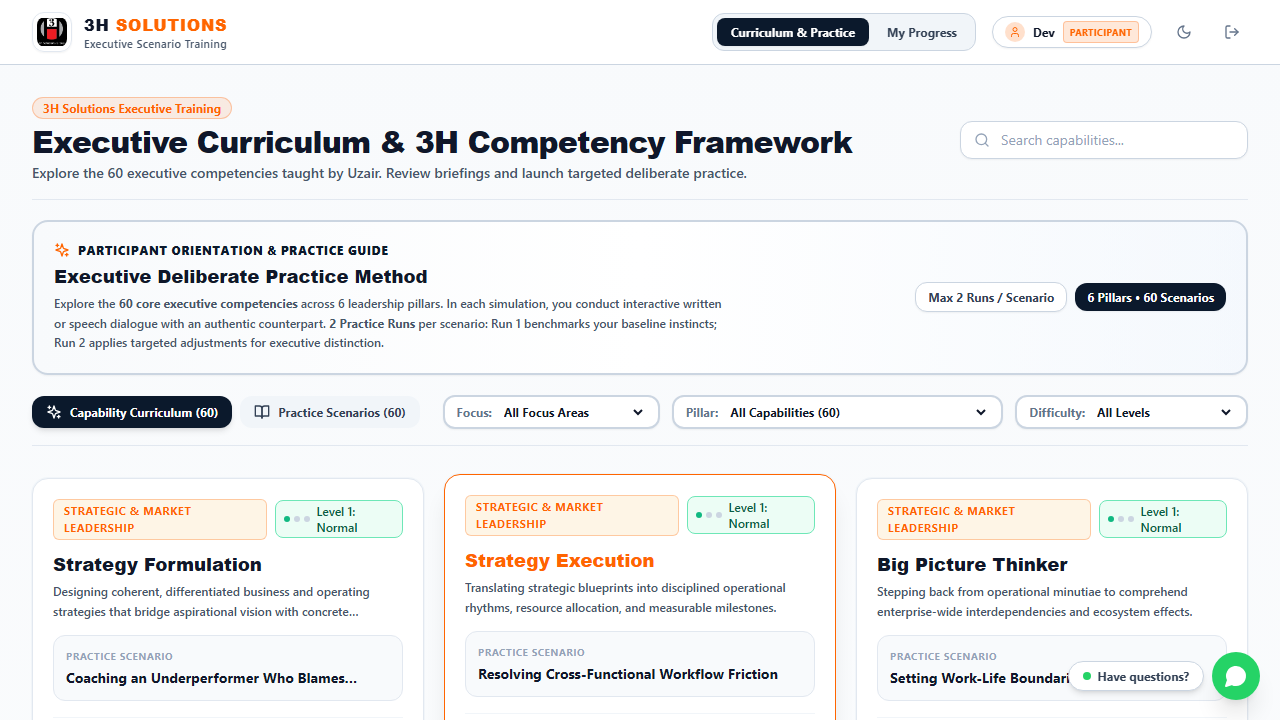 3
3H SOLUTIONS
Executive Scenario Training
Curriculum & Practice
My Progress
Dev
PARTICIPANT
3H Solutions Executive Training
Executive Curriculum & 3H Competency Framework
Explore the 60 executive competencies taught by Uzair. Review briefings and launch targeted deliberate practice.
Search capabilities...
PARTICIPANT ORIENTATION & PRACTICE GUIDE
Executive Deliberate Practice Method
Explore the 60 core executive competencies across 6 leadership pillars. In each simulation, you conduct interactive written
or speech dialogue with an authentic counterpart. 2 Practice Runs per scenario: Run 1 benchmarks your baseline instincts;
Run 2 applies targeted adjustments for executive distinction.
Max 2 Runs / Scenario
6 Pillars • 60 Scenarios
Capability Curriculum (60)
Practice Scenarios (60)
Focus: All Focus Areas
Pillar: All Capabilities (60)
Difficulty: All Levels
STRATEGIC & MARKET
LEADERSHIP
Level 1:
Normal
Strategy Formulation
Designing coherent, differentiated business and operating
strategies that bridge aspirational vision with concrete...
PRACTICE SCENARIO
Coaching an Underperformer Who Blames...
STRATEGIC & MARKET
LEADERSHIP
Level 1:
Normal
Strategy Execution
Translating strategic blueprints into disciplined operational
rhythms, resource allocation, and measurable milestones.
PRACTICE SCENARIO
Resolving Cross-Functional Workflow Friction
STRATEGIC & MARKET
LEADERSHIP
Level 1:
Normal
Big Picture Thinker
Stepping back from operational minutiae to comprehend
enterprise-wide interdependencies and ecosystem effects.
PRACTICE SCENARIO
Setting Work-Life
Have questions?